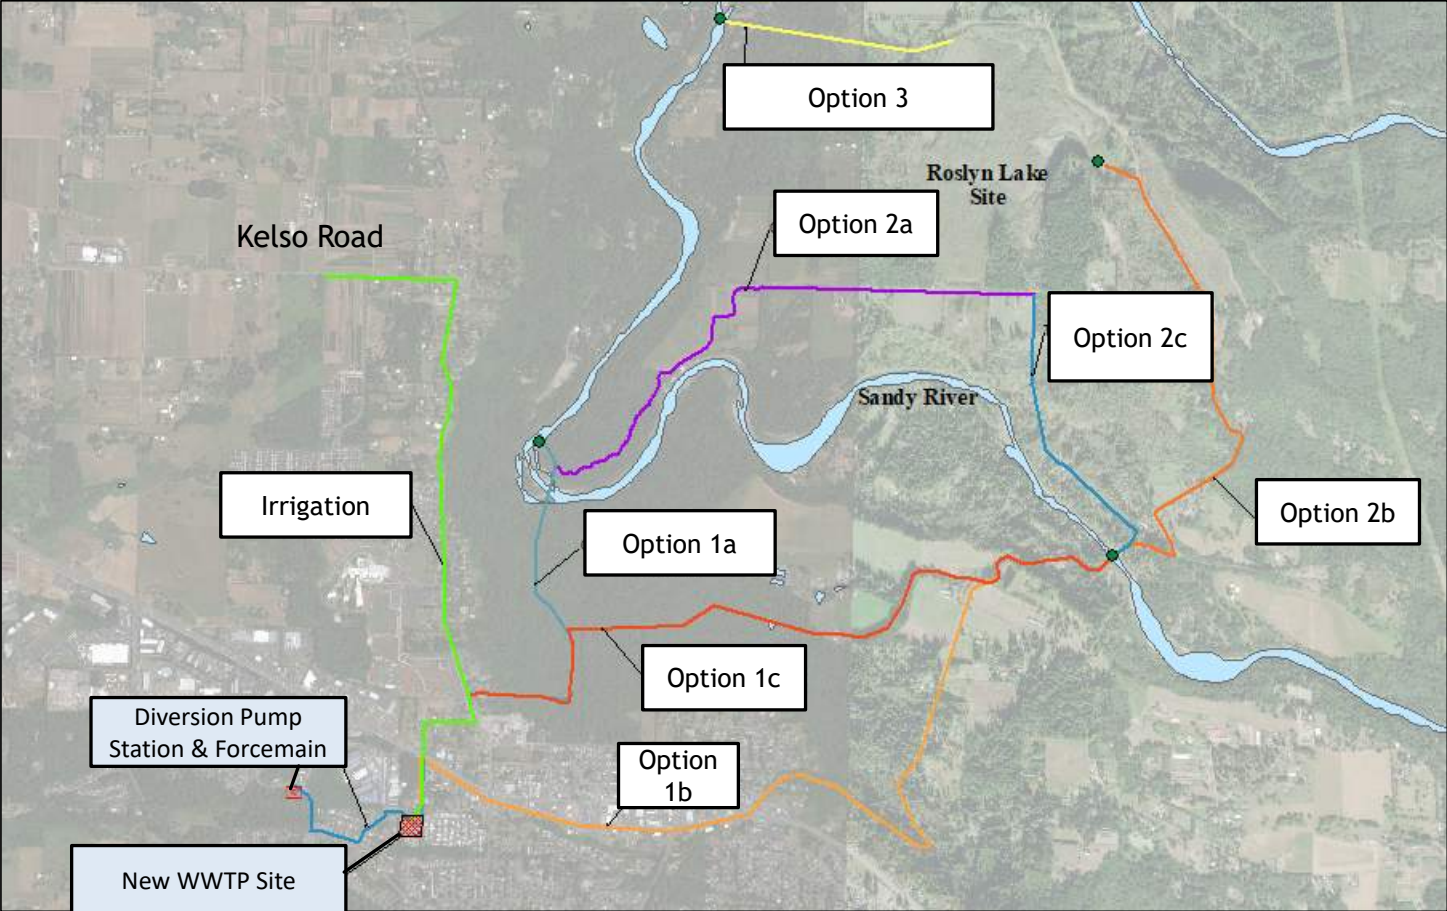 Option 3
Roslyn Lake
Site
Option 2a
Kelso Road
Option 2c
Sandy River
Irrigation
Option 2b
Option 1a
Option 1c
Diversion Pump
Station & Forcemain
Option
1b
New WWTP Site